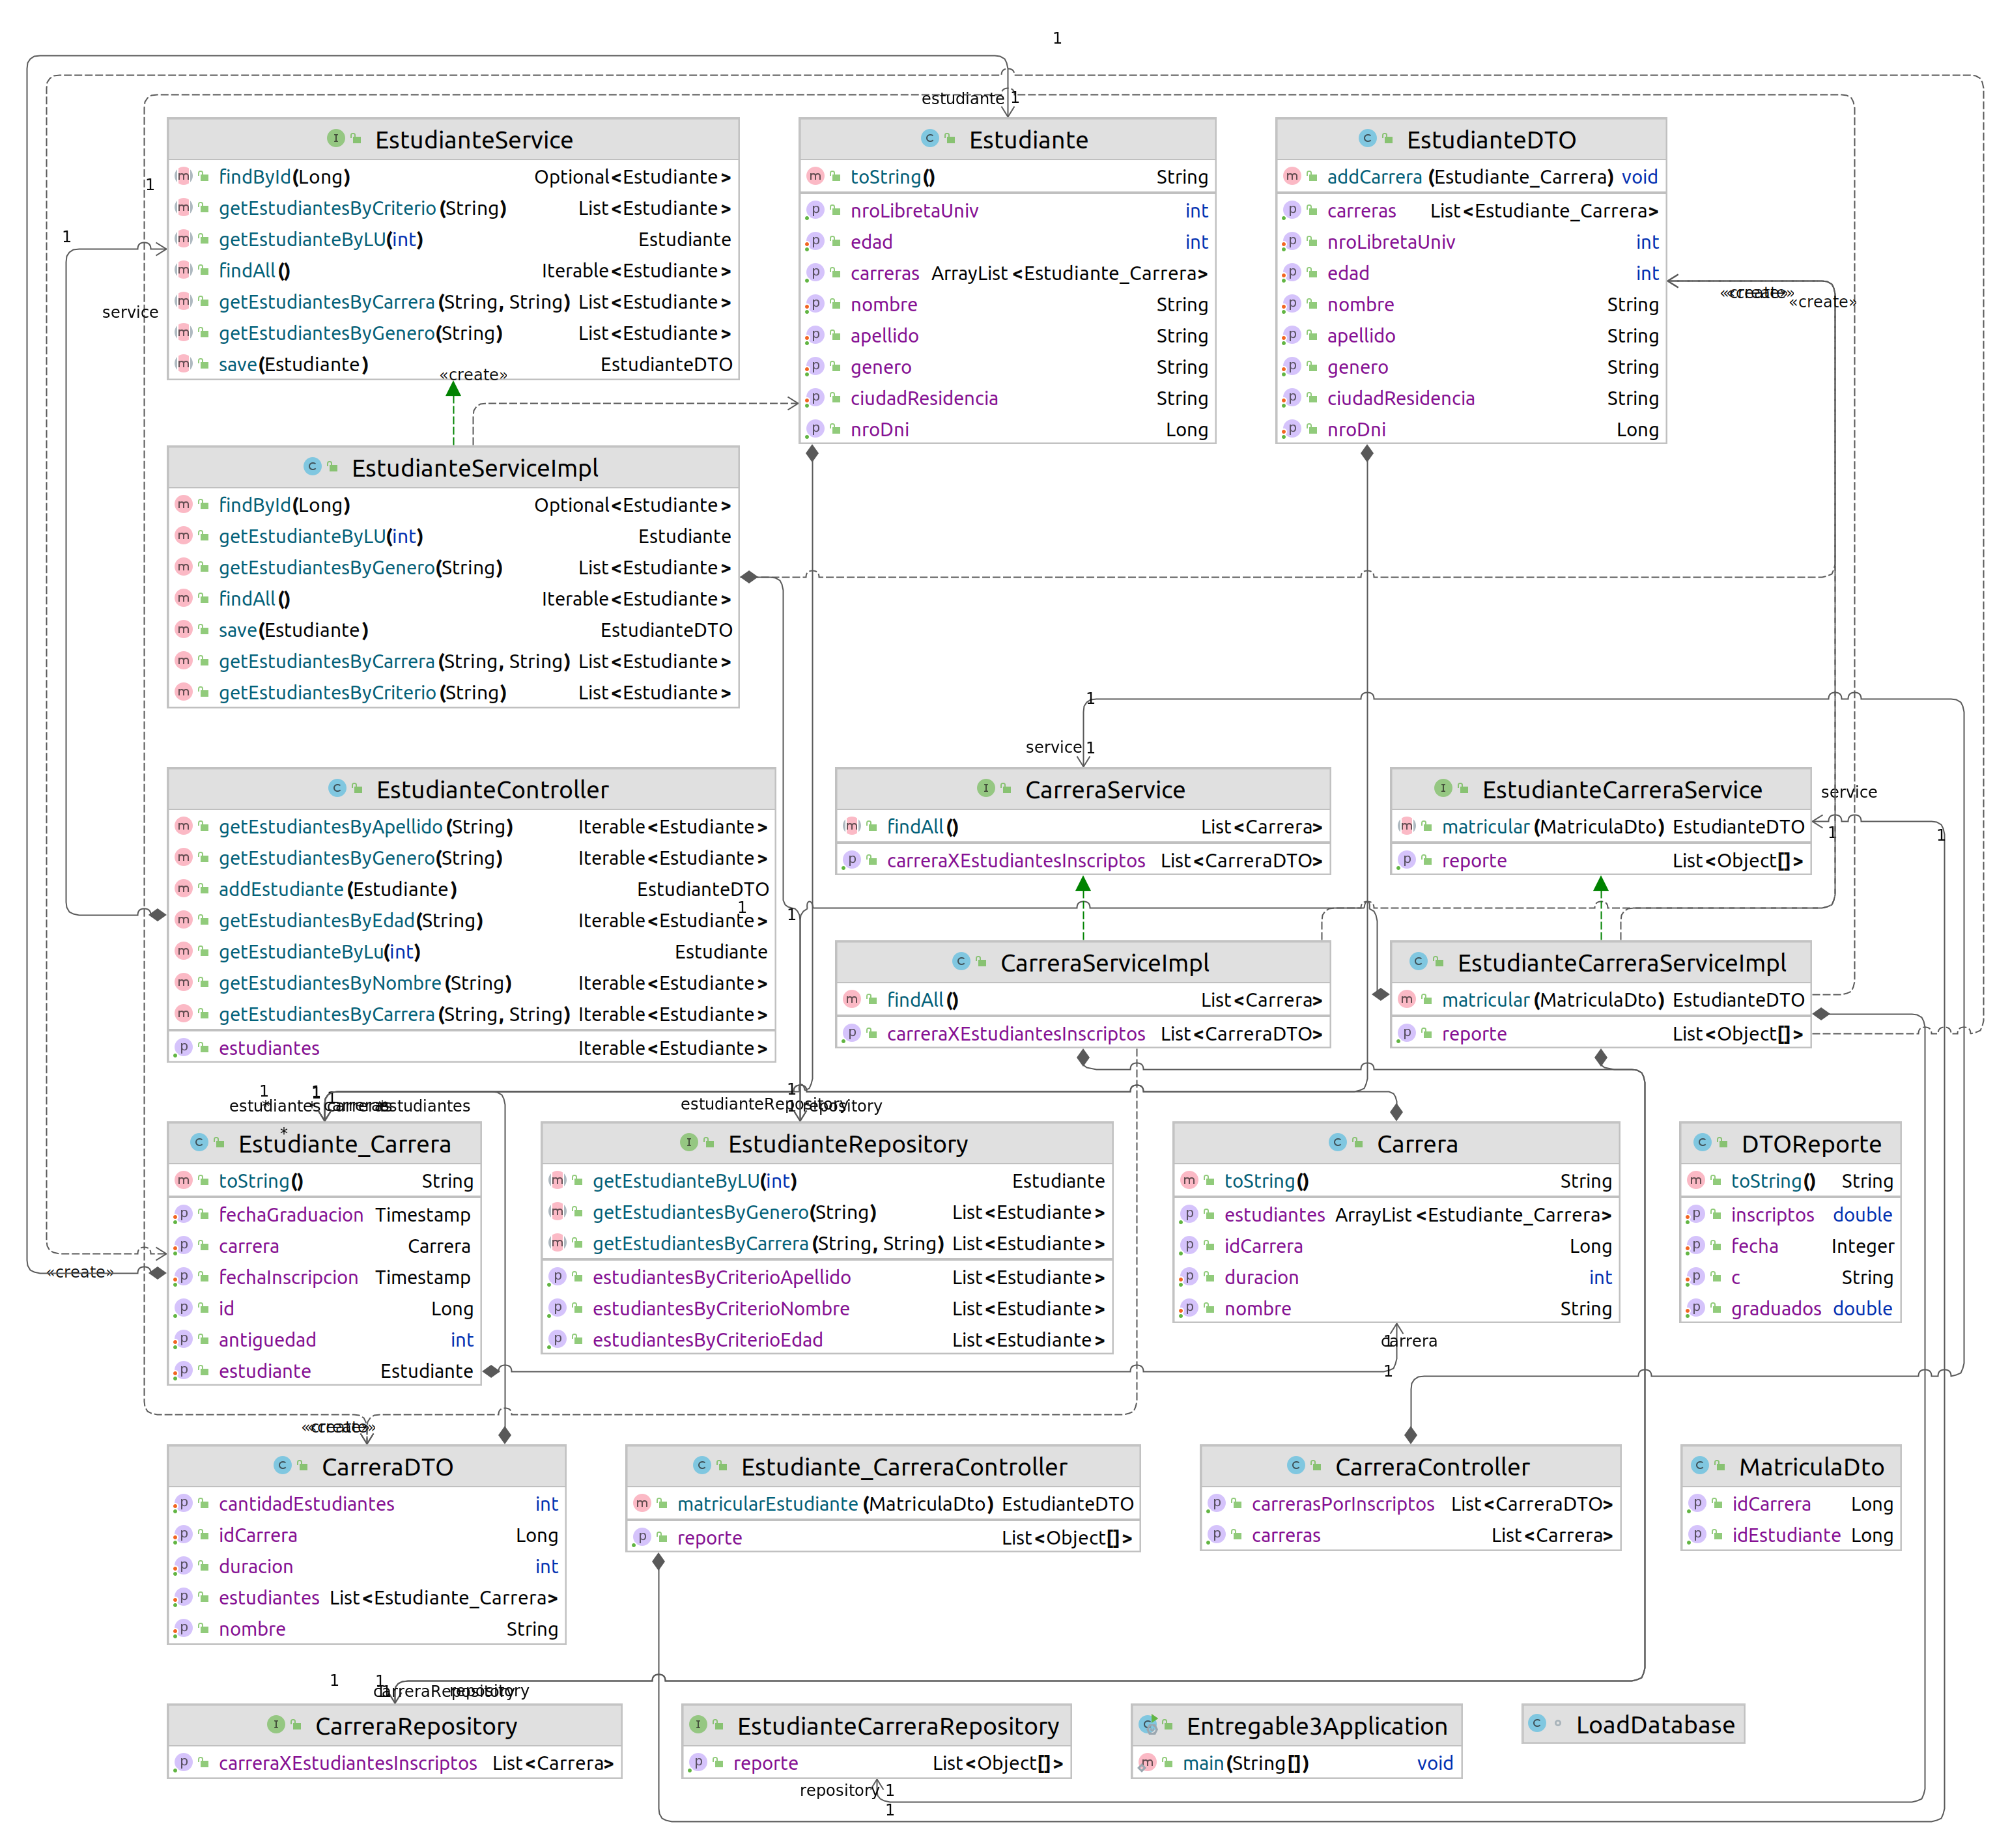 1
estudiante 1
EstudianteService
findById(Long) Optional<Estudiante>
getEstudiantesByCriterio(String) List<Estudiante>
getEstudianteByLU(int) Estudiante
findAll() Iterable<Estudiante>
getEstudiantesByCarrera(String, String) List<Estudiante>
getEstudiantesByGenero(String) List<Estudiante>
save(Estudiante) EstudianteDTO
1
1
service
«create»
Estudiante
toString() String
nroLibretaUniv int
edad int
carreras ArrayList<Estudiante_Carrera>
nombre String
apellido String
genero String
ciudadResidencia String
nroDni Long
EstudianteDTO
addCarrera(Estudiante_Carrera) void
carreras List<Estudiante_Carrera>
nroLibretaUniv int
edad int
nombre String
apellido String
genero String
ciudadResidencia String
nroDni Long
«create»
«create»
EstudianteServiceImpl
findById(Long) Optional<Estudiante>
getEstudianteByLU(int) Estudiante
getEstudiantesByGenero(String) List<Estudiante>
findAll() Iterable<Estudiante>
save(Estudiante) EstudianteDTO
getEstudiantesByCarrera(String, String) List<Estudiante>
getEstudiantesByCriterio(String) List<Estudiante>
EstudianteController
getEstudiantesByApellido(String) Iterable<Estudiante>
getEstudiantesByGenero(String) Iterable<Estudiante>
addEstudiante(Estudiante) EstudianteDTO
getEstudiantesByEdad(String) Iterable<Estudiante>
getEstudianteByLu(int) Estudiante
getEstudiantesByNombre(String) Iterable<Estudiante>
getEstudiantesByCarrera(String, String) Iterable<Estudiante>
estudiantes Iterable<Estudiante>
1
1
1
service 1
CarreraService
findAll() List<Carrera>
carreraXEstudiantesInscriptos List<CarreraDTO>
EstudianteCarreraService
matricular(MatriculaDto) EstudianteDTO
reporte List<Object[]>
service
1
1
CarreraServiceImpl
findAll() List<Carrera>
carreraXEstudiantesInscriptos List<CarreraDTO>
EstudianteCarreraServiceImpl
matricular(MatriculaDto) EstudianteDTO
reporte List<Object[]>
1
1
1
estudiantes carreras estudiantes
*
1
estudianteRepository
1 repository
Estudiante_Carrera
toString() String
fechaGraduacion Timestamp
carrera Carrera
fechaInscripcion Timestamp
id Long
antiguedad int
estudiante Estudiante
«create»
EstudianteRepository
getEstudianteByLU(int) Estudiante
getEstudiantesByGenero(String) List<Estudiante>
getEstudiantesByCarrera(String, String) List<Estudiante>
estudiantesByCriterioApellido List<Estudiante>
estudiantesByCriterioNombre List<Estudiante>
estudiantesByCriterioEdad List<Estudiante>
Carrera
toString() String
estudiantes ArrayList<Estudiante_Carrera>
idCarrera Long
duracion int
nombre String
carrera
1
1
DTOReporte
toString() String
inscriptos double
fecha Integer
c String
graduados double
«create»
CarreraDTO
cantidadEstudiantes int
idCarrera Long
duracion int
estudiantes List<Estudiante_Carrera>
nombre String
Estudiante_CarreraController
matricularEstudiante(MatriculaDto) EstudianteDTO
reporte List<Object[]>
CarreraController
carrerasPorInscriptos List<CarreraDTO>
carreras List<Carrera>
MatriculaDto
idCarrera Long
idEstudiante Long
1
1
carreraRepository
repository
CarreraRepository
carreraXEstudiantesInscriptos List<Carrera>
EstudianteCarreraRepository
reporte List<Object[]>
repository 1
1
Entregable3Application
main(String[]) void
LoadDatabase